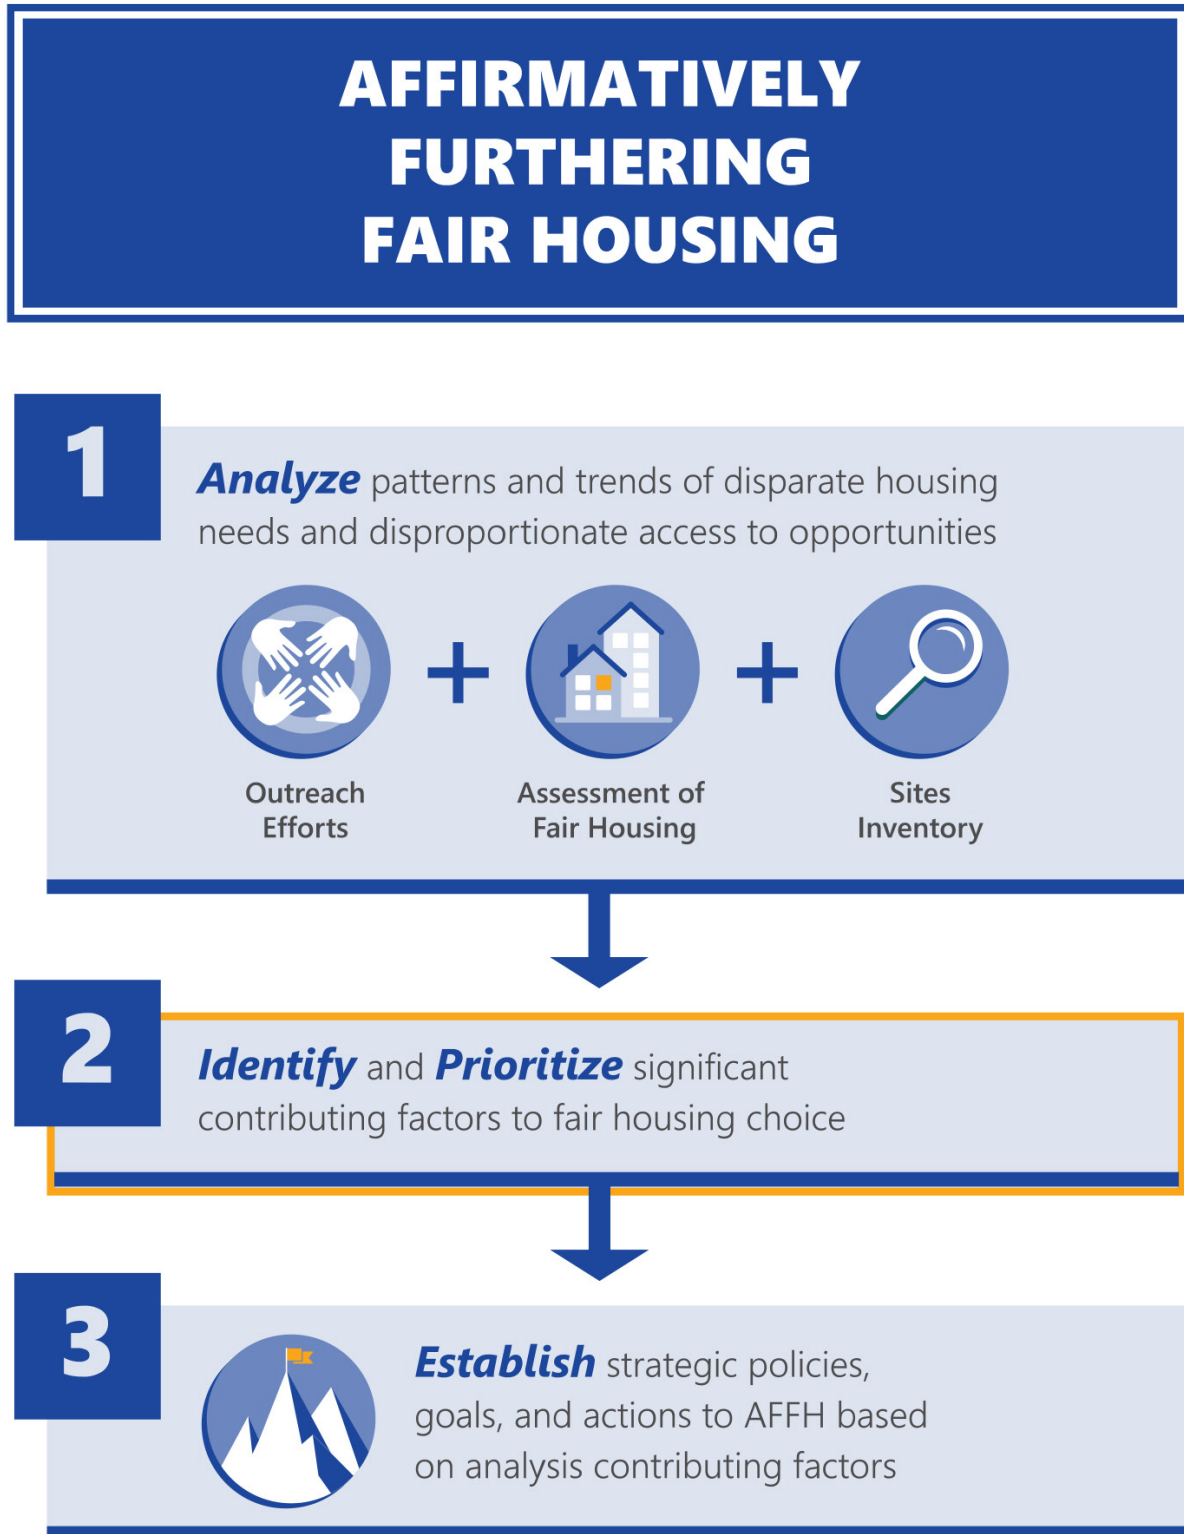 AFFIRMATIVELY
FURTHERING
FAIR HOUSING
1
Analyze patterns and trends of disparate housing
needs and disproportionate access to opportunities
Outreach
Efforts
Assessment of
Fair Housing
Sites
Inventory
2
Identify and Prioritize significant
contributing factors to fair housing choice
3
Establish strategic policies,
goals, and actions to AFFH based
on analysis contributing factors